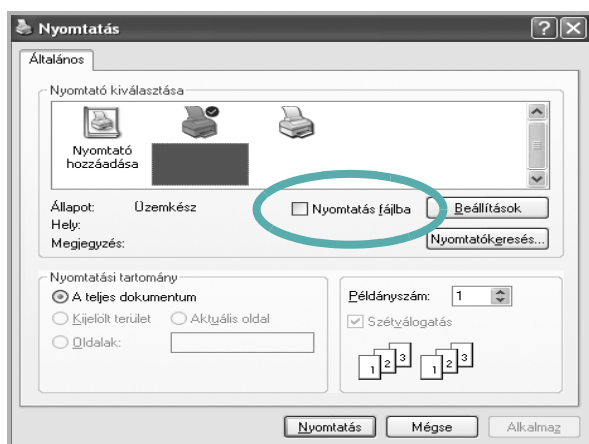 Nyomtatás
Általános
Nyomtató kiválasztása
Nyomtató
hozzáadása
Állapot: Üzemkész
Nyomtatás fájlba
Beállítások
Hely:
Megjegyzés:
Nyomtatókeresés...
Nyomtatási tartomány
A teljes dokumentum
Kijelölt terület Aktuális oldal
Oldalak:
Példányszám: 1
Szétválogatás
1 2 3 1 2 3
Nyomtatás Mégse Alkalmaz